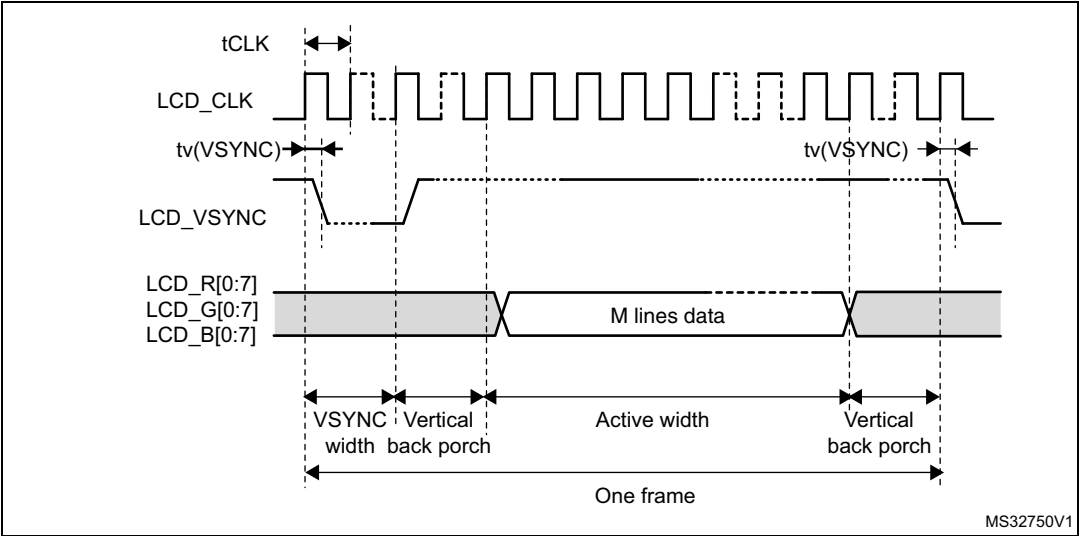 tCLK
LCD_CLK
tv(VSYNC)
tv(VSYNC)
LCD_VSYNC
LCD_R[0:7]
LCD_G[0:7]
LCD_B[0:7]
M lines data
VSYNC
width
Vertical
back porch
Active width
Vertical
back porch
One frame
MS32750V1